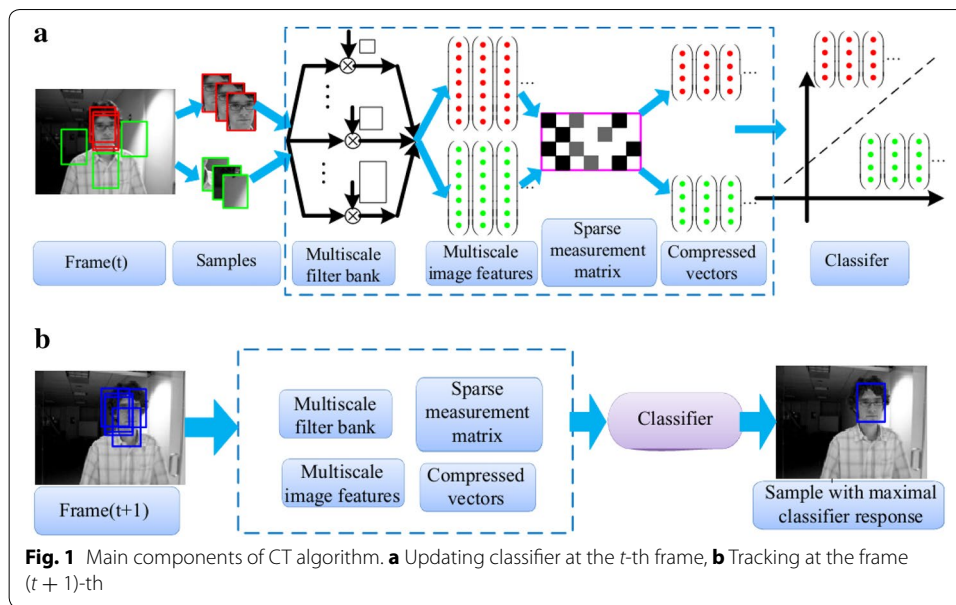 a
Frame(t)
Samples
Multiscale
filter bank
Multiscale
image features
Sparse
measurement
matrix
Compressed
vectors
Classifer
...
...
...
...
...
...
b
Frame(t+1)
Multiscale
filter bank
Sparse
measurement
matrix
Multiscale
image features
Compressed
vectors
Classifier
Sample with maximal
classifier response
Fig. 1 Main components of CT algorithm. a Updating classifier at the t-th frame, b Tracking at the frame
(t + 1)-th